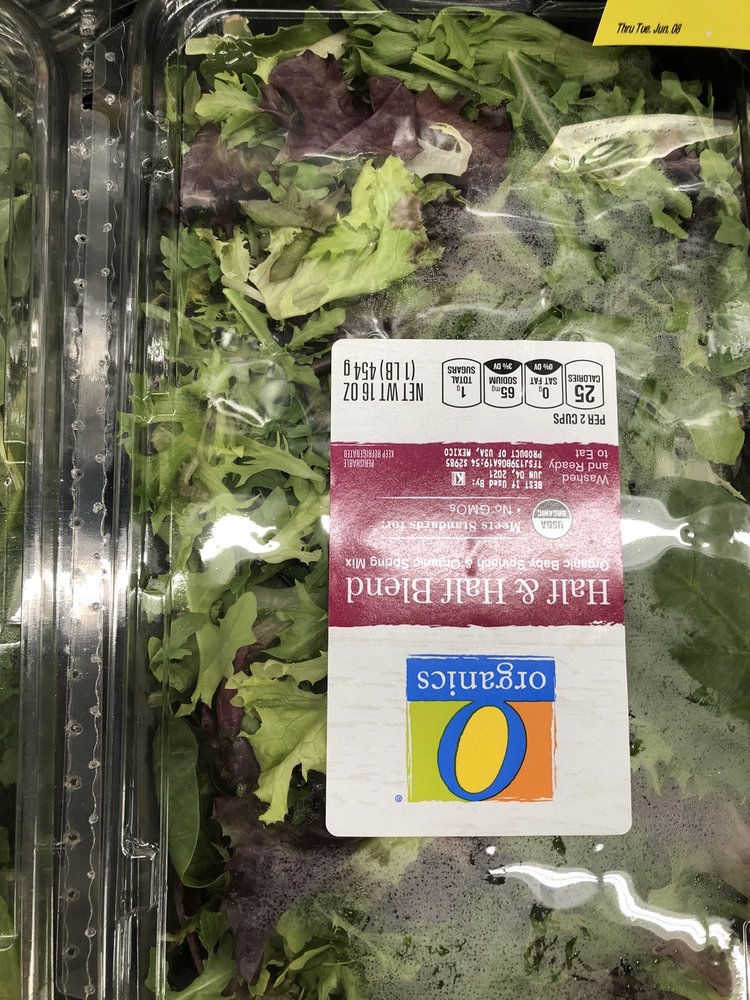 Thru Tue. Jun. 08
O
organics
®
Half & Half Blend
Organic Baby Spinach & Organic Spring Mix
Meets Standards for:
• No GMOs
USDA
ORGANIC
Washed
and Ready
to Eat
BEST if Used By:
JUN 04, 2021
PRODUCT OF USA, MEXICO
PERISHABLE
KEEP REFRIGERATED
PER 2 CUPS
25
CALORIES
0g
SAT FAT
0% DV
65mg
SODIUM
3% DV
1g
TOTAL
SUGARS
NET WT 16 OZ
(1 LB) 454 g